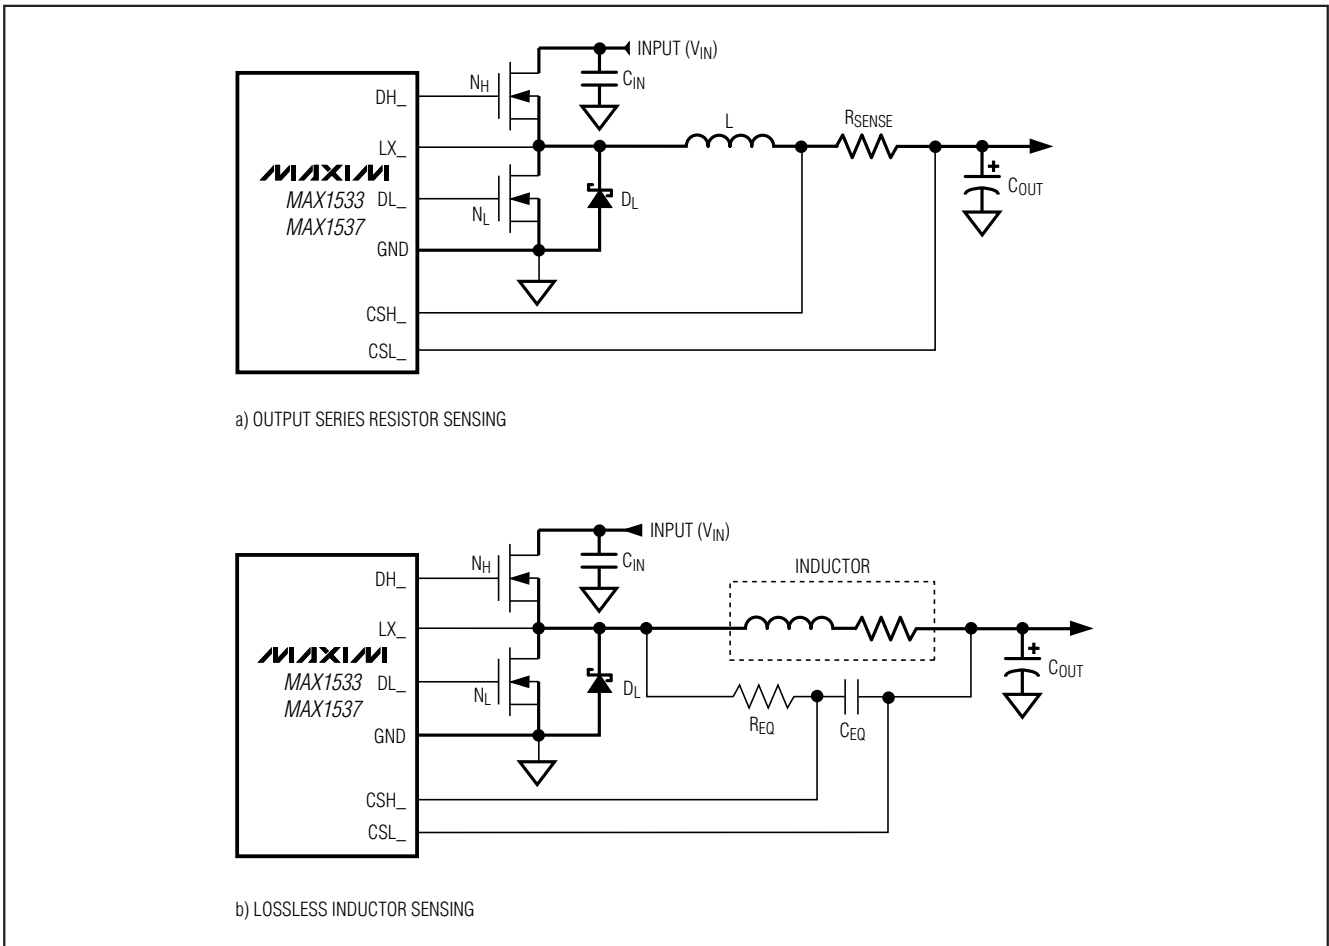 INPUT (VIN)
NH
CIN
DH_
L
RSENSE
LX_
+
MAXIM
MAX1533
MAX1537
DL_
NL
DL
COUT
GND
CSH_
CSL_
a) OUTPUT SERIES RESISTOR SENSING
INPUT (VIN)
NH
CIN
DH_
INDUCTOR
LX_
+
MAXIM
MAX1533
MAX1537
DL_
NL
DL
COUT
REQ
CEQ
GND
CSH_
CSL_
b) LOSSLESS INDUCTOR SENSING